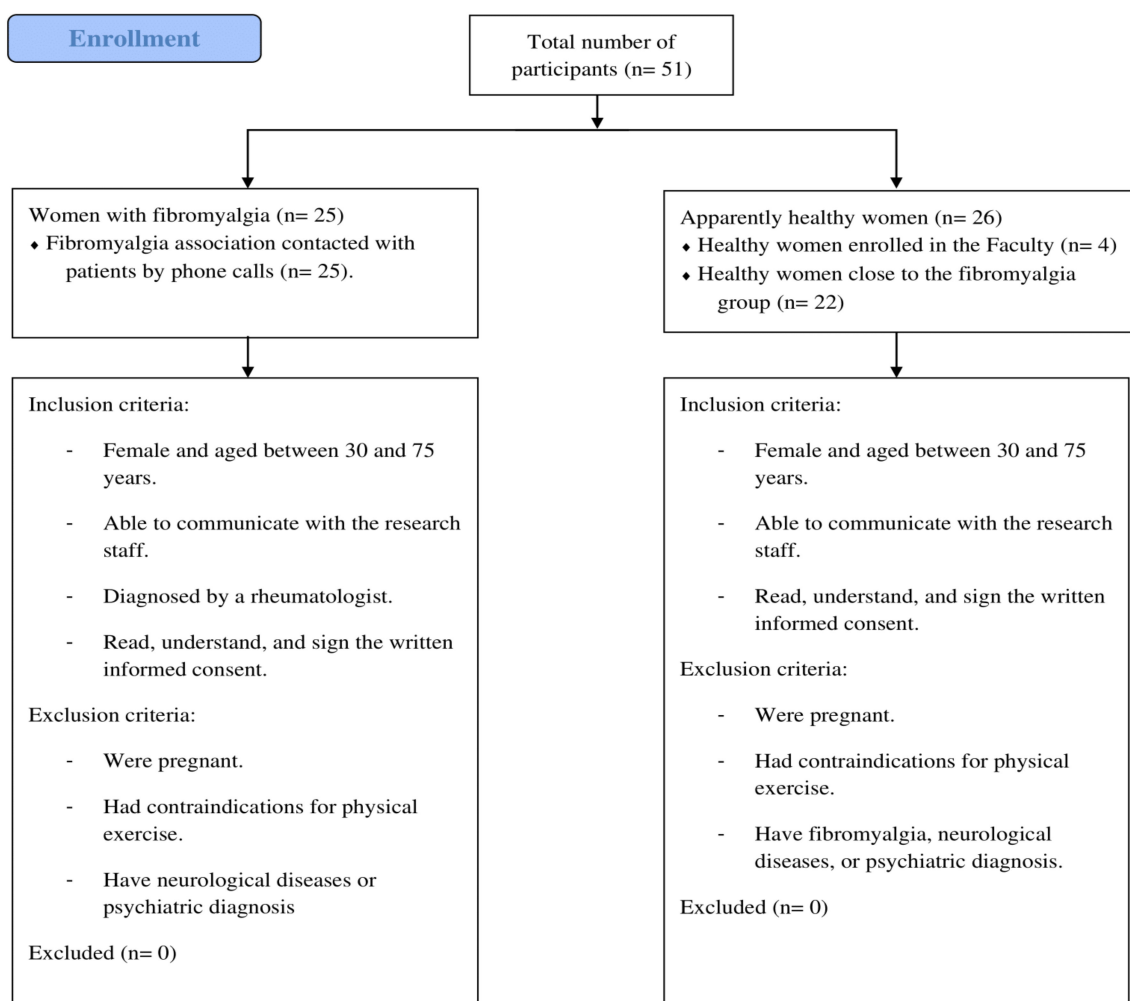 Enrollment
Total number of
participants (n= 51)
Women with fibromyalgia (n= 25)
⬧ Fibromyalgia association contacted with
patients by phone calls (n= 25).
Apparently healthy women (n= 26)
⬧ Healthy women enrolled in the Faculty (n= 4)
⬧ Healthy women close to the fibromyalgia
group (n= 22)
Inclusion criteria:
- Female and aged between 30 and 75
years.
- Able to communicate with the research
staff.
- Diagnosed by a rheumatologist.
- Read, understand, and sign the written
informed consent.
Exclusion criteria:
- Were pregnant.
- Had contraindications for physical
exercise.
- Have neurological diseases or
psychiatric diagnosis
Excluded (n= 0)
Inclusion criteria:
- Female and aged between 30 and 75
years.
- Able to communicate with the research
staff.
- Read, understand, and sign the written
informed consent.
Exclusion criteria:
- Were pregnant.
- Had contraindications for physical
exercise.
- Have fibromyalgia, neurological
diseases, or psychiatric diagnosis.
Excluded (n= 0)